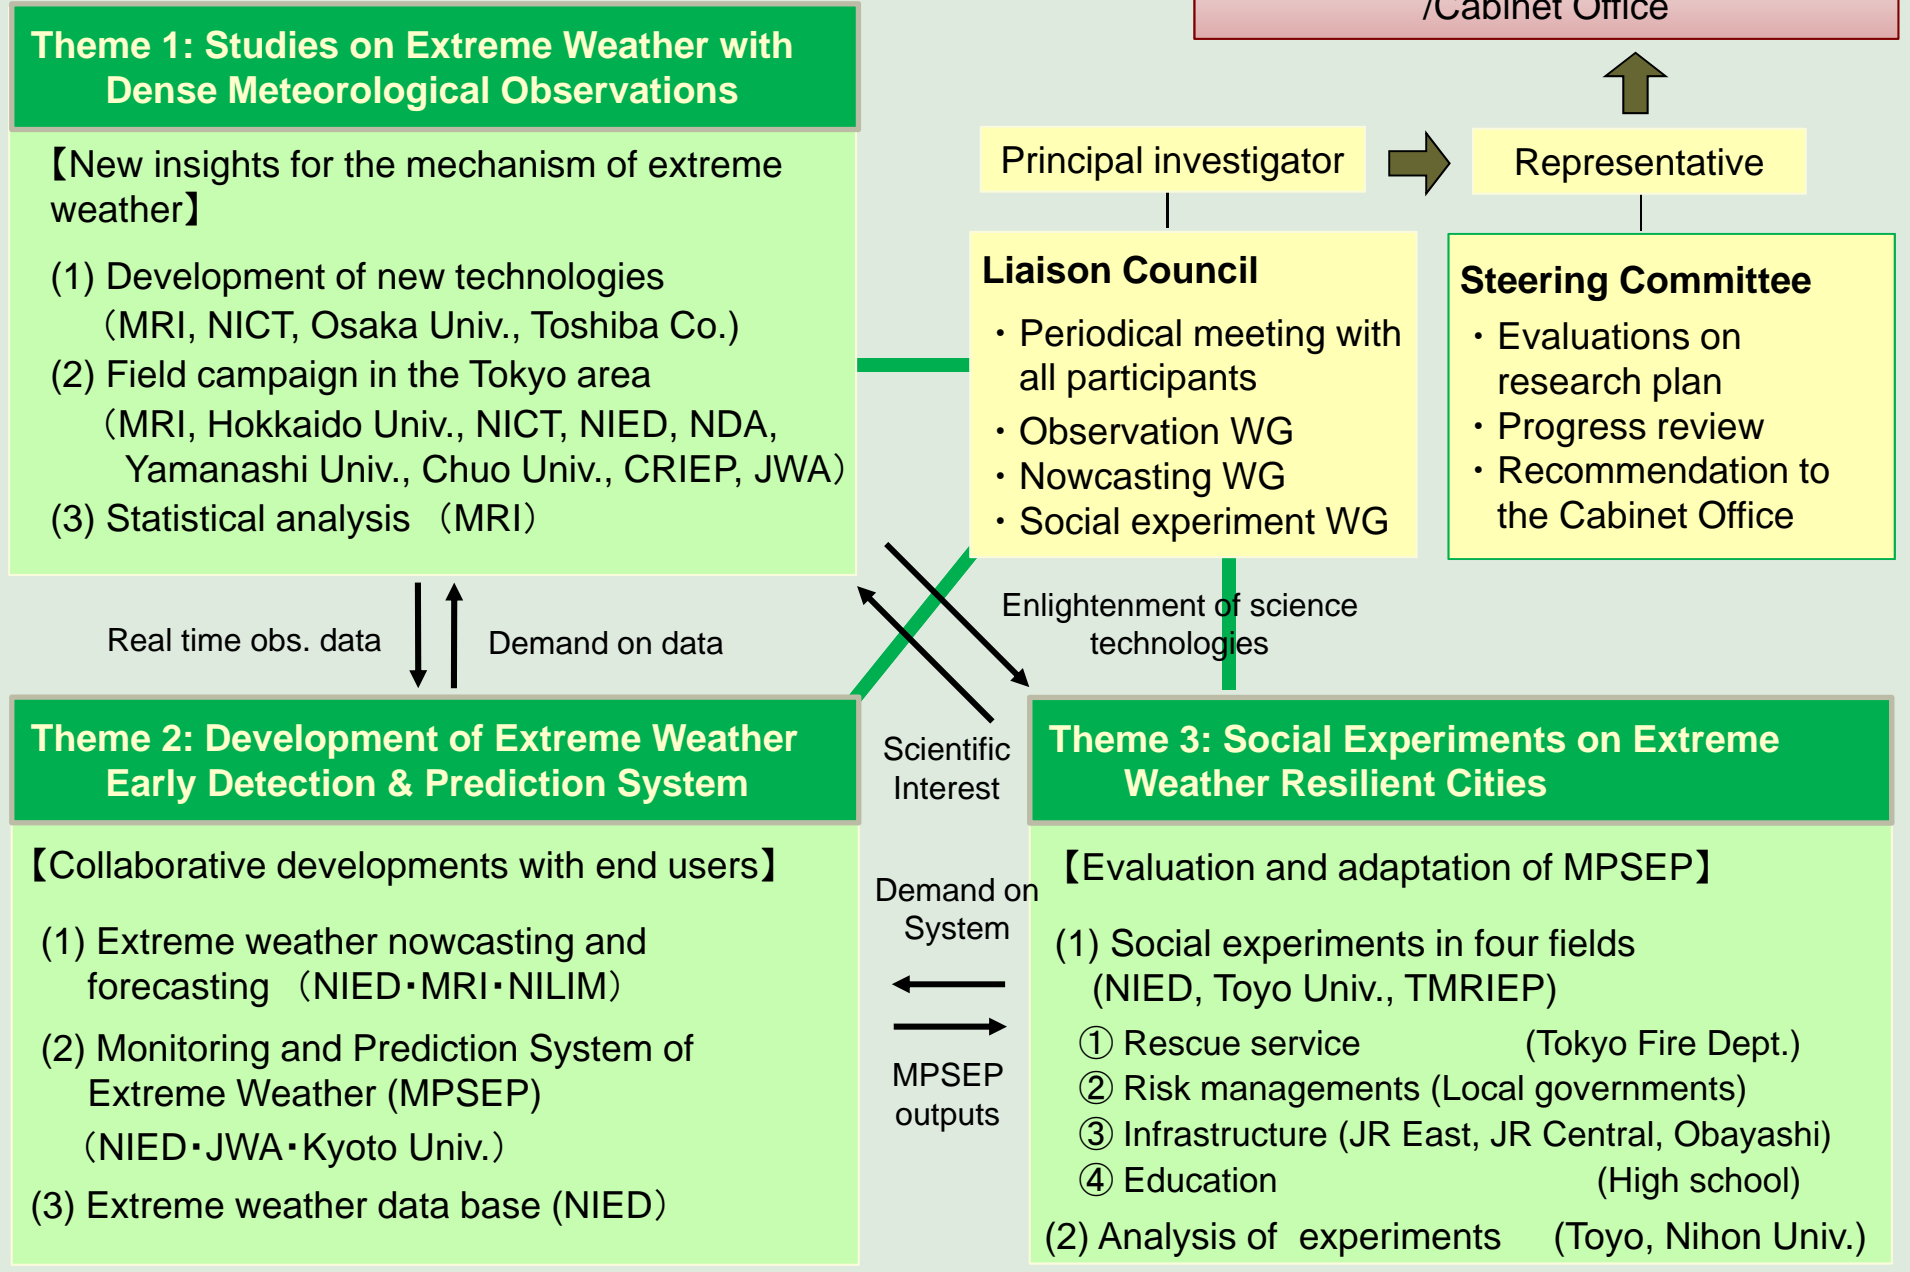 /Cabinet Office
Theme 1: Studies on Extreme Weather with
Dense Meteorological Observations
【New insights for the mechanism of extreme
weather】
(1) Development of new technologies
（MRI, NICT, Osaka Univ., Toshiba Co.)
(2) Field campaign in the Tokyo area
（MRI, Hokkaido Univ., NICT, NIED, NDA,
Yamanashi Univ., Chuo Univ., CRIEP, JWA）
(3) Statistical analysis （MRI）
Principal investigator
Representative
Liaison Council
・Periodical meeting with
all participants
・Observation WG
・Nowcasting WG
・Social experiment WG
Steering Committee
・Evaluations on
research plan
・Progress review
・Recommendation to
the Cabinet Office
Real time obs. data
Demand on data
Enlightenment of science
technologies
Scientific
Interest
Theme 2: Development of Extreme Weather
Early Detection & Prediction System
【Collaborative developments with end users】
(1) Extreme weather nowcasting and
forecasting （NIED・MRI・NILIM）
(2) Monitoring and Prediction System of
Extreme Weather (MPSEP)
（NIED・JWA・Kyoto Univ.）
(3) Extreme weather data base (NIED）
Demand on
System
MPSEP
outputs
Theme 3: Social Experiments on Extreme
Weather Resilient Cities
【Evaluation and adaptation of MPSEP】
(1) Social experiments in four fields
(NIED, Toyo Univ., TMRIEP)
① Rescue service (Tokyo Fire Dept.)
② Risk managements (Local governments)
③ Infrastructure (JR East, JR Central, Obayashi)
④ Education (High school)
(2) Analysis of experiments (Toyo, Nihon Univ.)